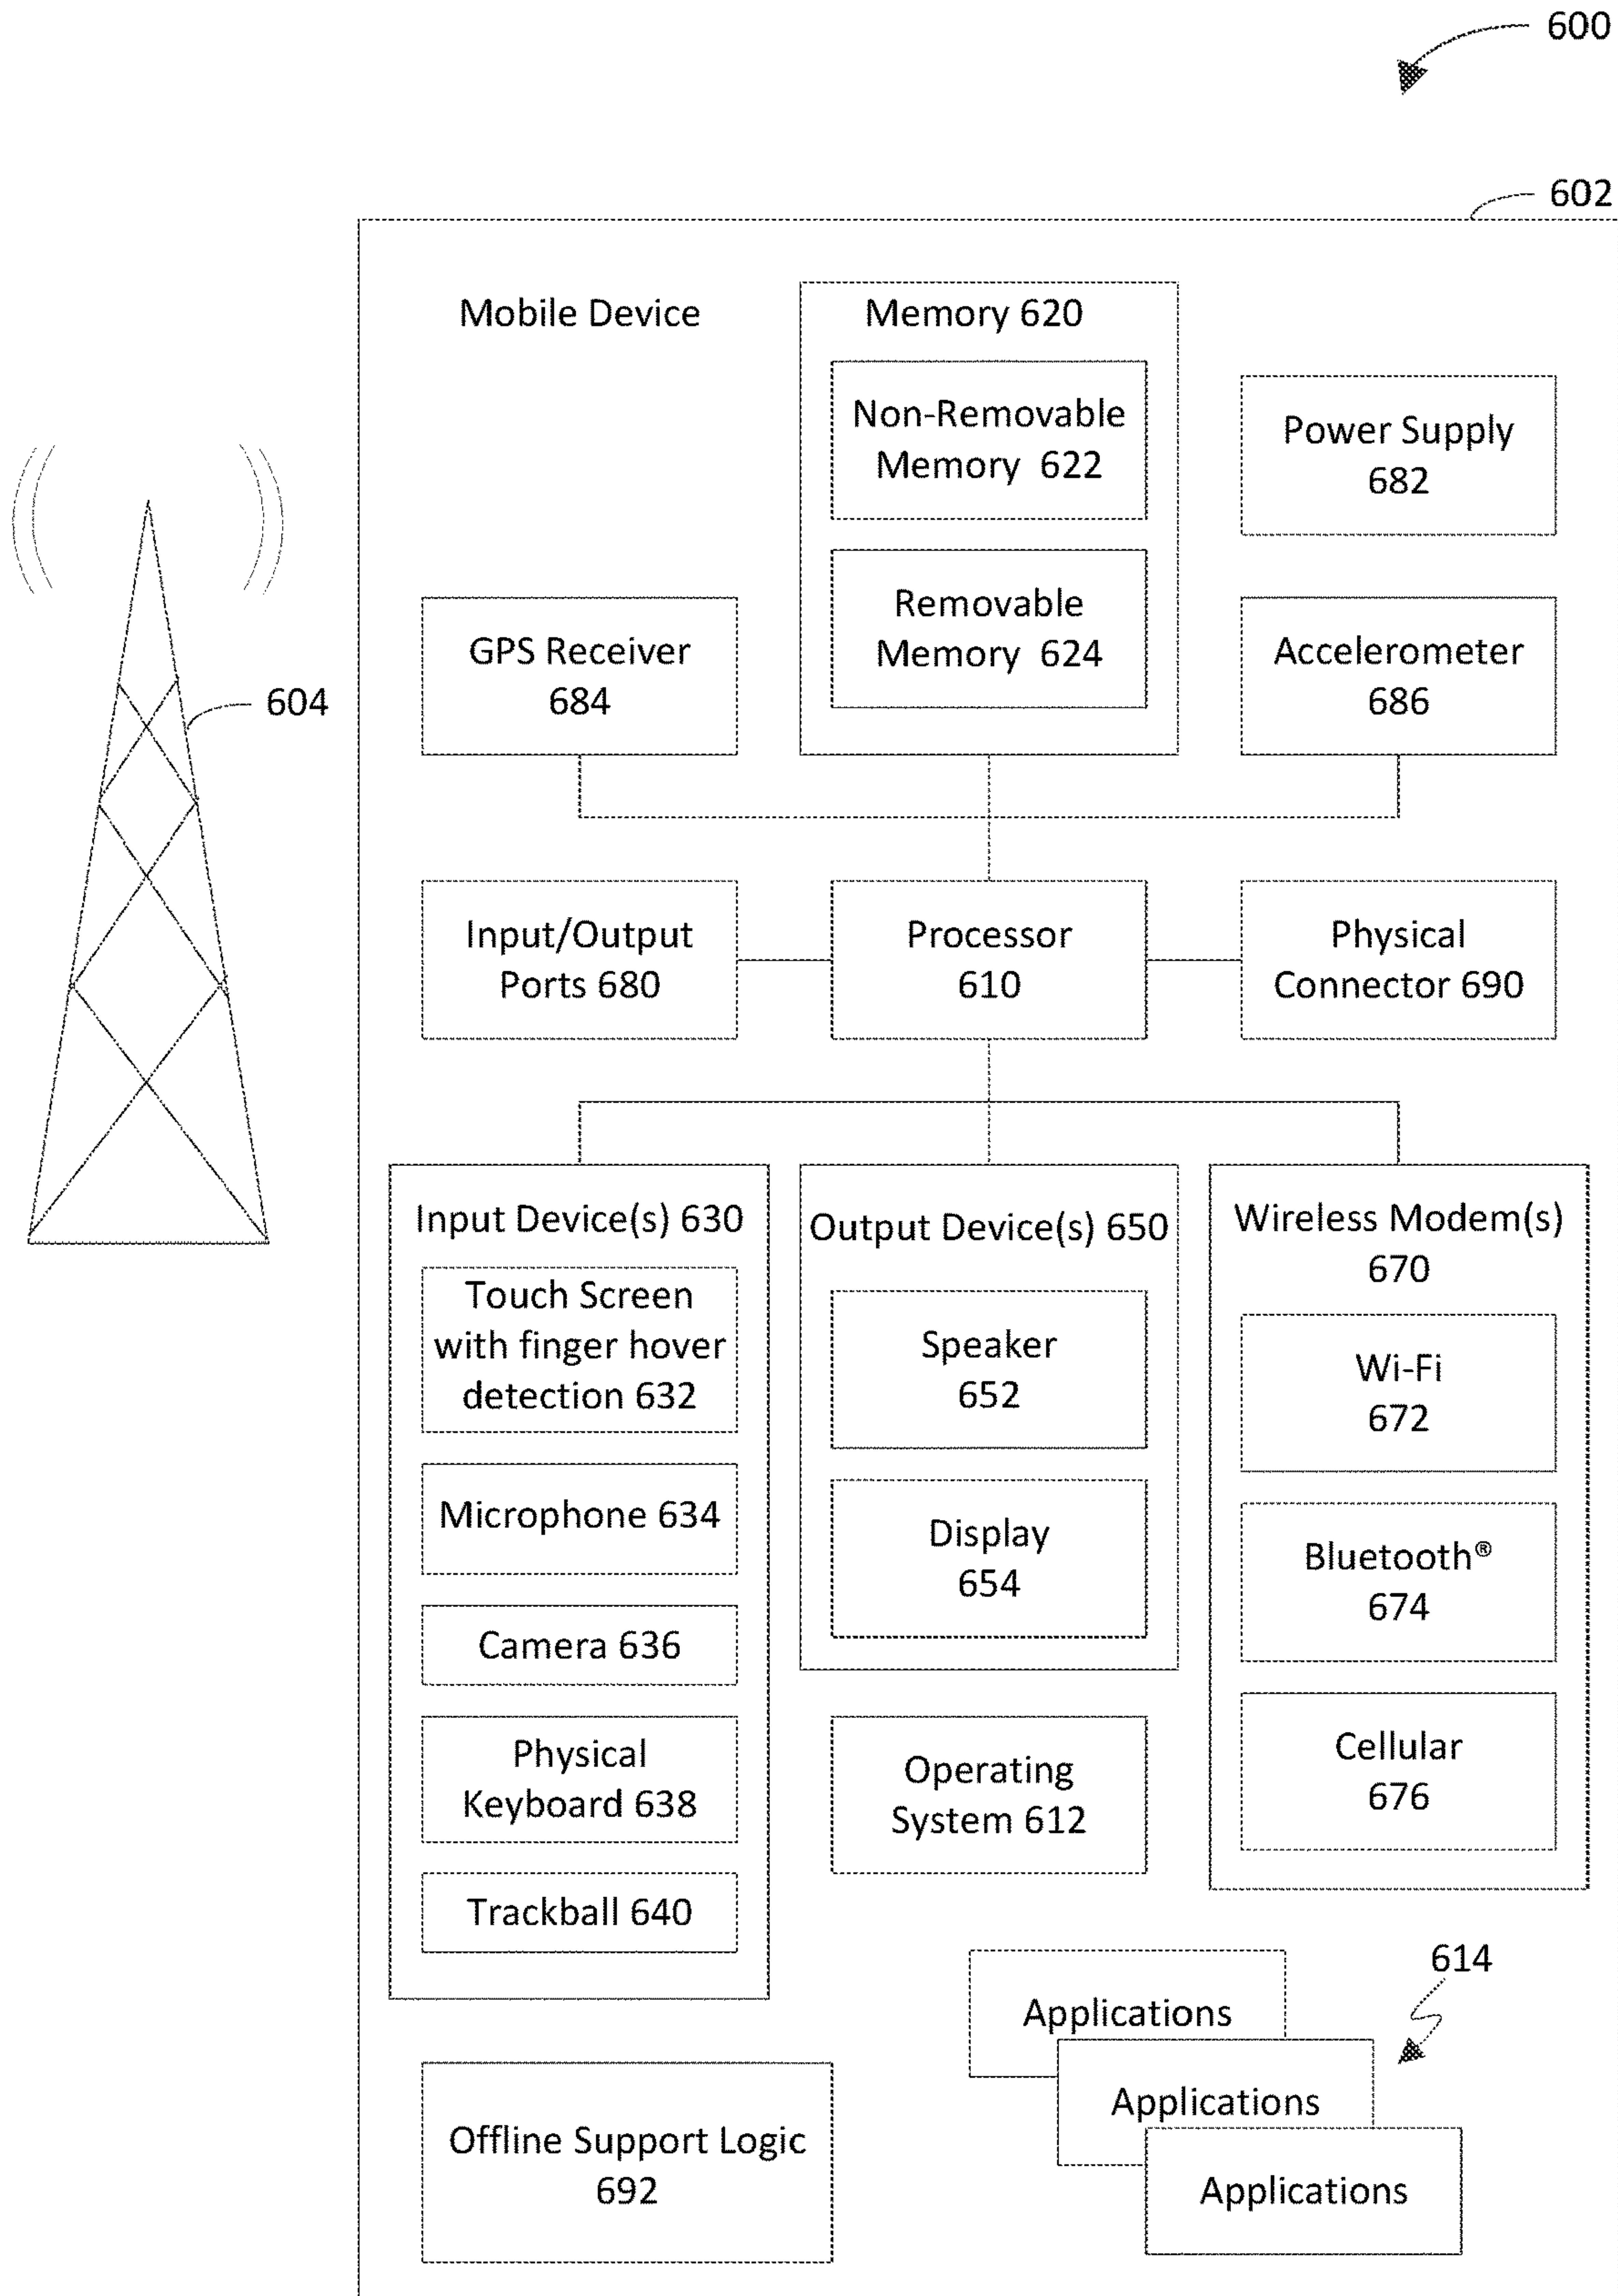 600
602
Mobile Device
Memory 620
Non-Removable
Memory 622
Power Supply
682
Removable
Memory 624
GPS Receiver
684
Accelerometer
686
604
Input/Output
Ports 680
Processor
610
Physical
Connector 690
Input Device(s) 630
Touch Screen
with finger hover
detection 632
Microphone 634
Camera 636
Physical
Keyboard 638
Trackball 640
Output Device(s) 650
Speaker
652
Display
654
Wireless Modem(s)
670
Wi-Fi
672
Bluetooth®
674
Cellular
676
Operating
System 612
614
Applications
Applications
Applications
Offline Support Logic
692